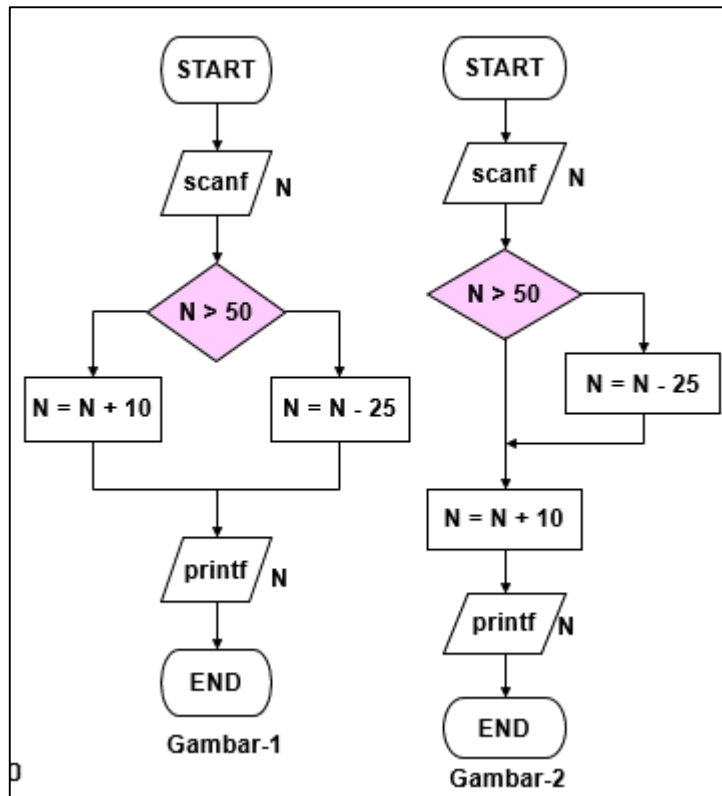 START
scanf
N
N > 50
N = N + 10
N = N - 25
printf
N
END
Gambar-1
START
scanf
N
N > 50
N = N - 25
N = N + 10
printf
N
END
Gambar-2